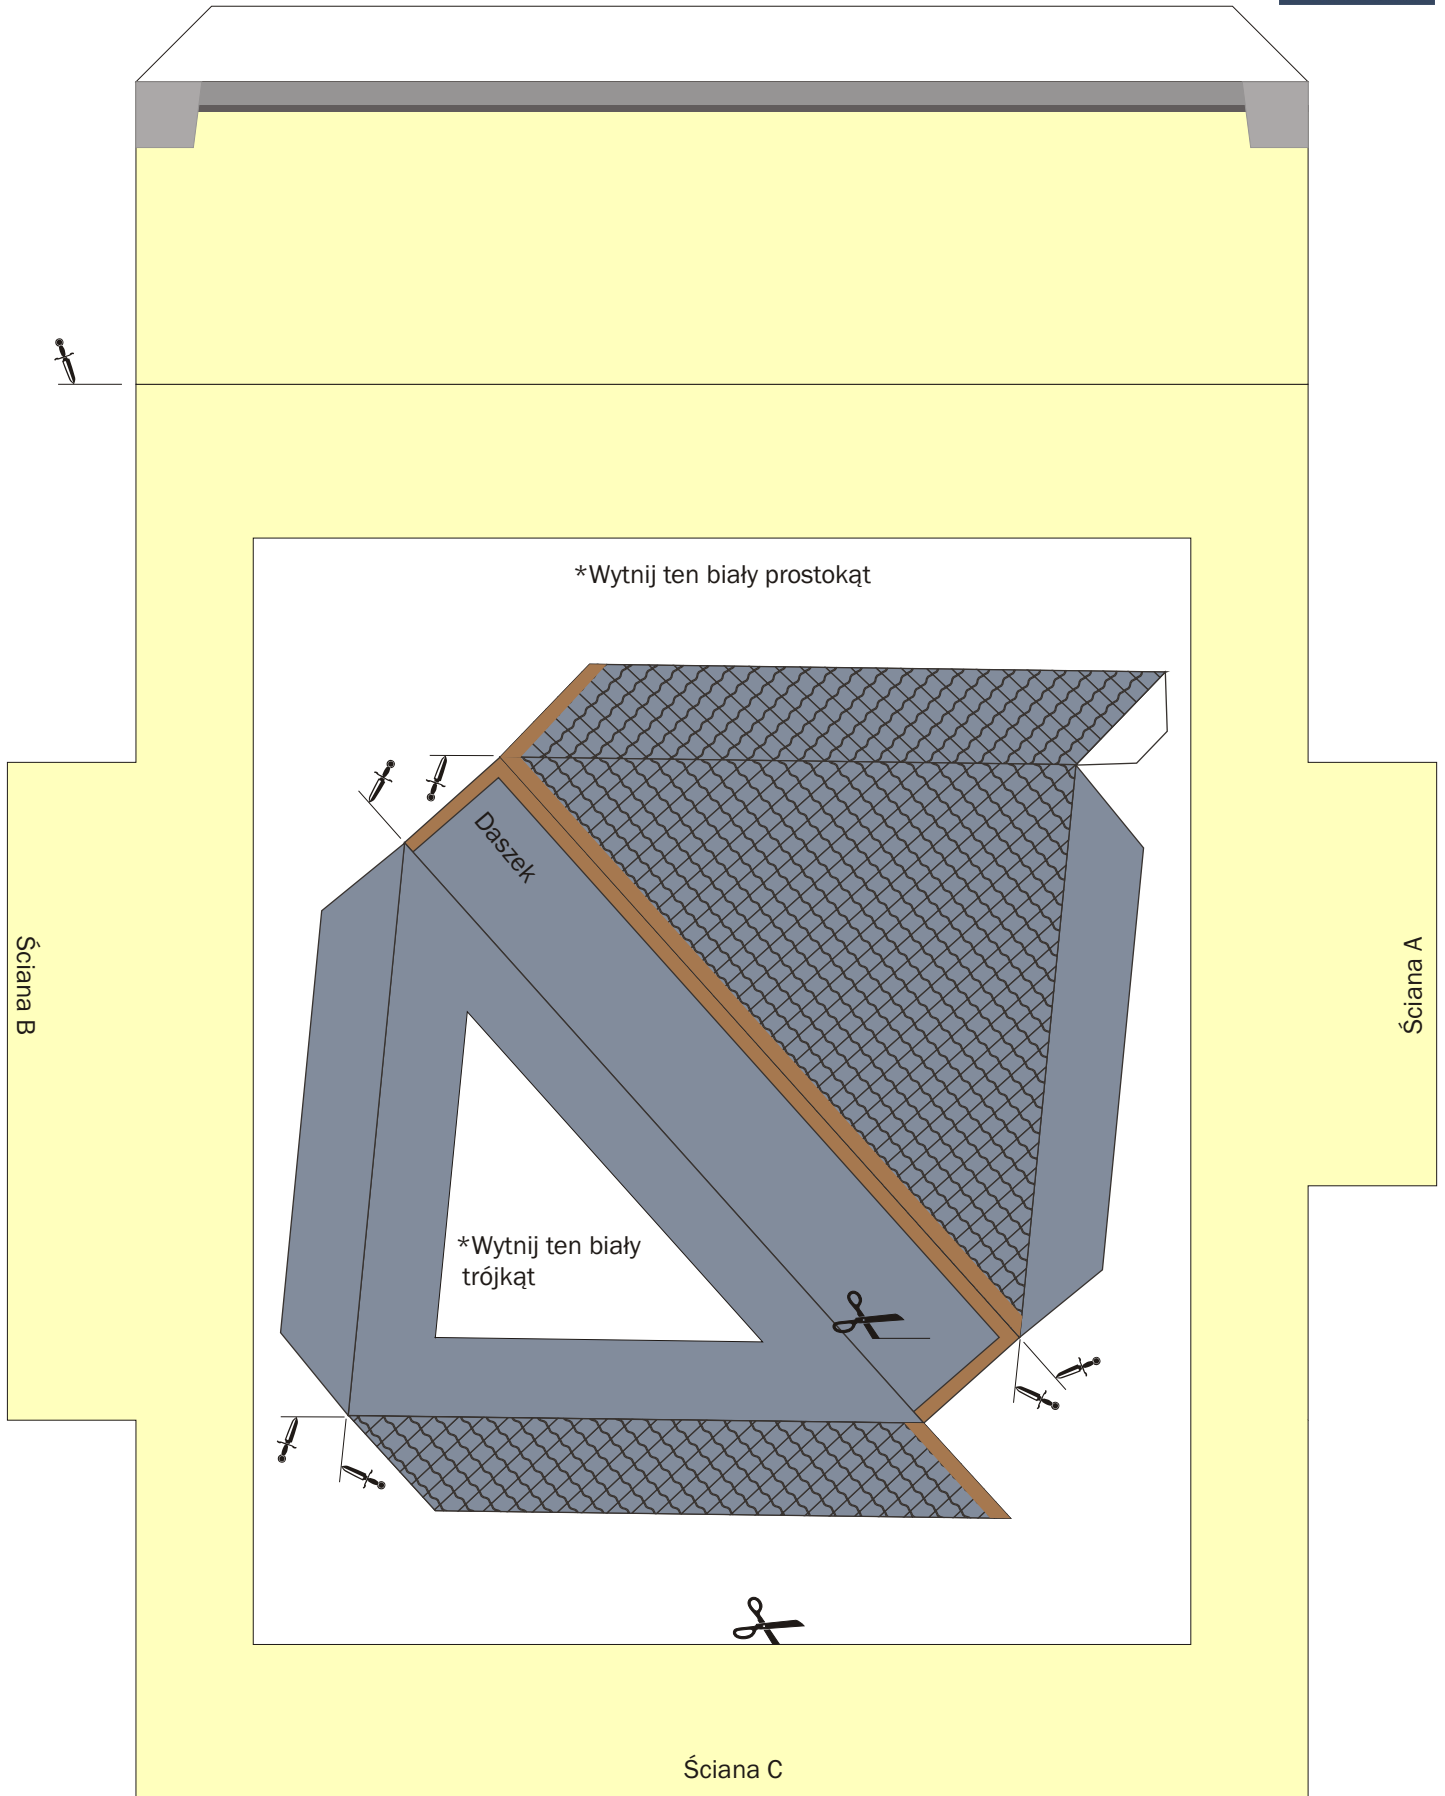 *Wytnij ten biały prostokąt
Daszek
Ściana B
Ściana A
*Wytnij ten biały
trójkąt
Ściana C